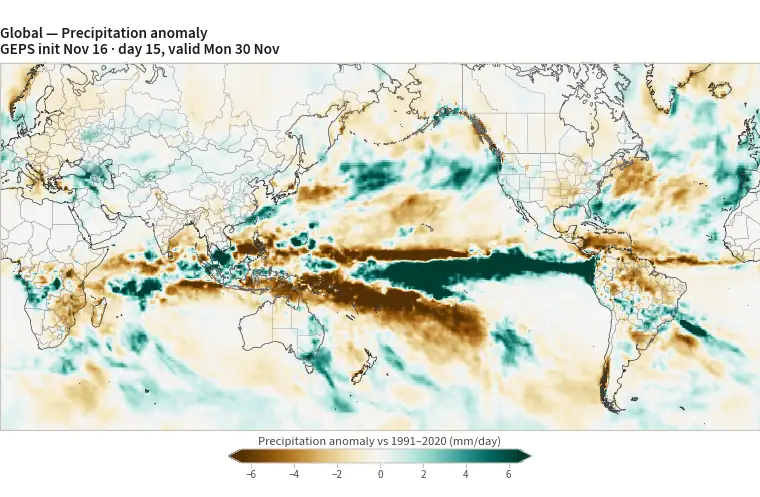 Global — Precipitation anomaly
GEPS init Nov 16 · day 15, valid Mon 30 Nov
Precipitation anomaly vs 1991–2020 (mm/day)
−6 −4 −2 0 2 4 6